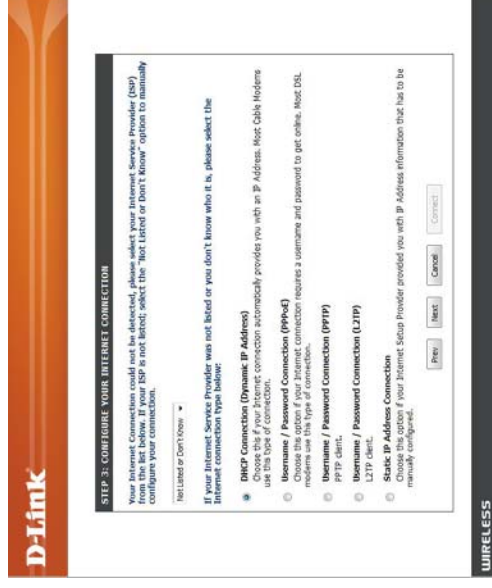 D-Link
STEP 3: CONFIGURE YOUR INTERNET CONNECTION
Your Internet Connection could not be detected, please select your Internet Service Provider (ISP)
from the list below. If your ISP is not listed; select the "Not Listed or Don't Know" option to manually
configure your connection.
Not Listed or Don't Know
If your Internet Service Provider was not listed or you don't know who it is, please select the
Internet connection type below:
DHCP Connection (Dynamic IP Address)
Choose this if your Internet connection automatically provides you with an IP Address. Most Cable Modems
use this type of connection.
Username / Password Connection (PPPoE)
Choose this option if your Internet connection requires a username and password to get online. Most DSL
modems use this type of connection.
Username / Password Connection (PPTP)
PPTP client.
Username / Password Connection (L2TP)
L2TP client.
Static IP Address Connection
Choose this option if your Internet Setup Provider provided you with IP Address information that has to be
manually configured.
Prev Next Cancel Connect
WIRELESS